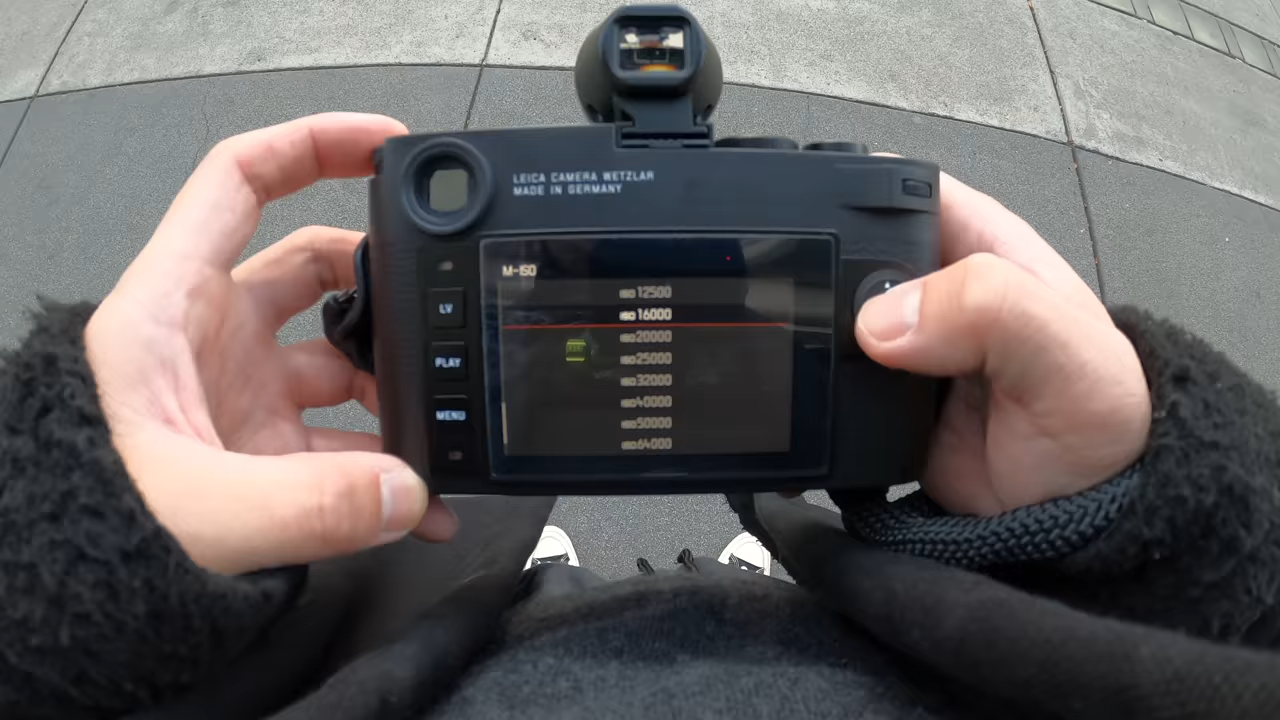 LEICA CAMERA WETZLAR
MADE IN GERMANY
LV
PLAY
MENU
M-ISO
ISO 12500
ISO 16000
ISO 20000
ISO 25000
ISO 32000
ISO 40000
ISO 50000
ISO 64000